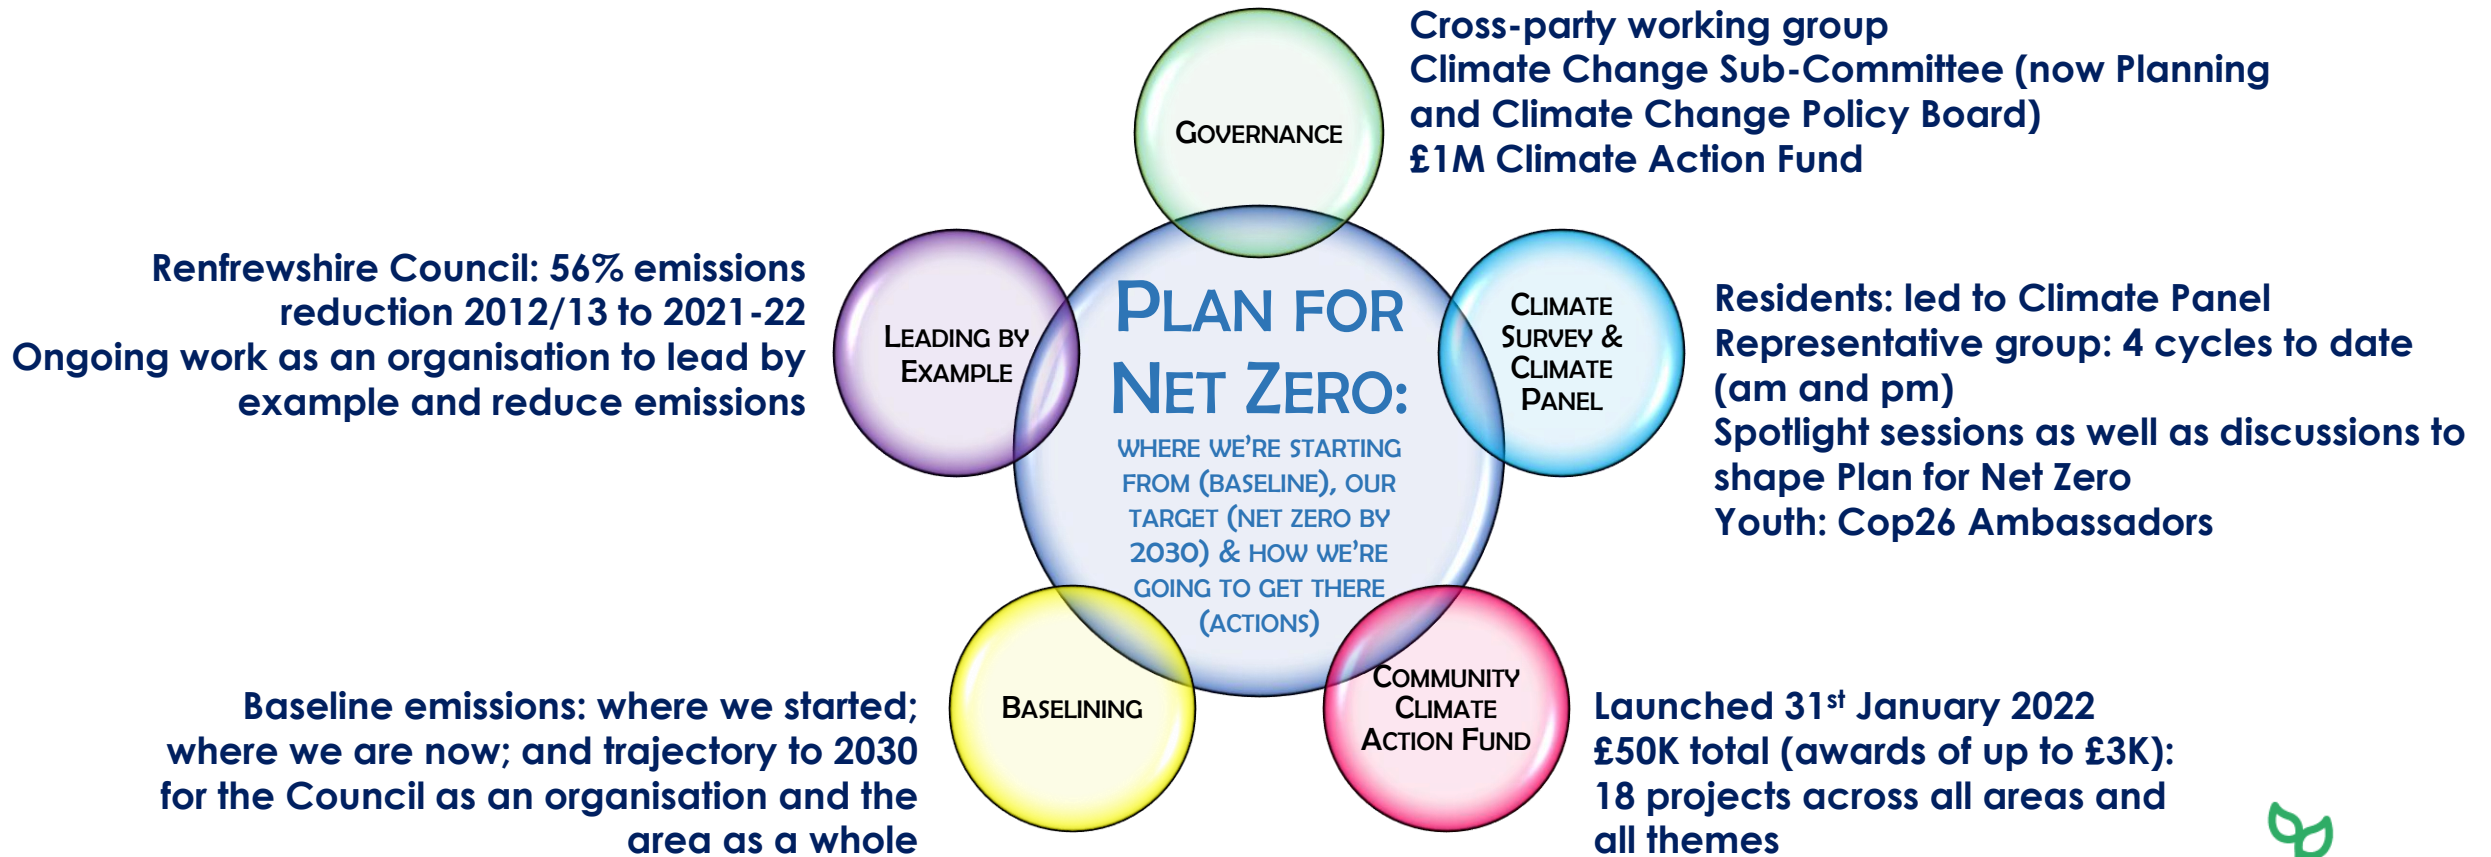 GOVERNANCE
Cross-party working group
Climate Change Sub-Committee (now Planning
and Climate Change Policy Board)
£1M Climate Action Fund
Renfrewshire Council: 56% emissions
reduction 2012/13 to 2021-22
Ongoing work as an organisation to lead by
example and reduce emissions
LEADING BY
EXAMPLE
PLAN FOR
NET ZERO:
WHERE WE'RE STARTING
FROM (BASELINE), OUR
TARGET (NET ZERO BY
2030) & HOW WE'RE
GOING TO GET THERE
(ACTIONS)
CLIMATE
SURVEY &
CLIMATE
PANEL
Residents: led to Climate Panel
Representative group: 4 cycles to date
(am and pm)
Spotlight sessions as well as discussions to
shape Plan for Net Zero
Youth: Cop26 Ambassadors
Baseline emissions: where we started;
where we are now; and trajectory to 2030
for the Council as an organisation and the
area as a whole
BASELINING
COMMUNITY
CLIMATE
ACTION FUND
Launched 31st January 2022
£50K total (awards of up to £3K):
18 projects across all areas and
all themes